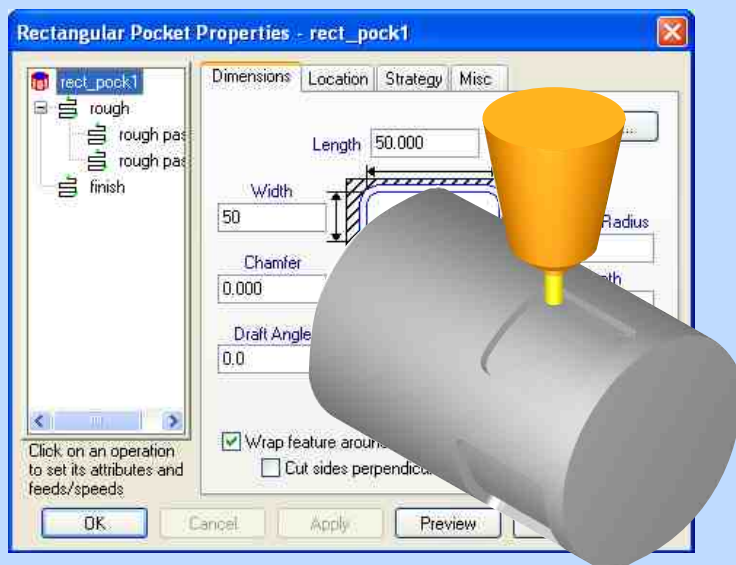 Rectangular Pocket Properties - rect_pock1
rect_pock1
rough
rough pas
rough pas
finish
Click on an operation
to set its attributes and
feeds/speeds
Dimensions Location Strategy Misc
Length 50.000
Width
50
Radius
Chamfer
0.000
Draft Angle
0.0
Wrap feature aroun
Cut sides perpendicu
OK Cancel Apply Preview